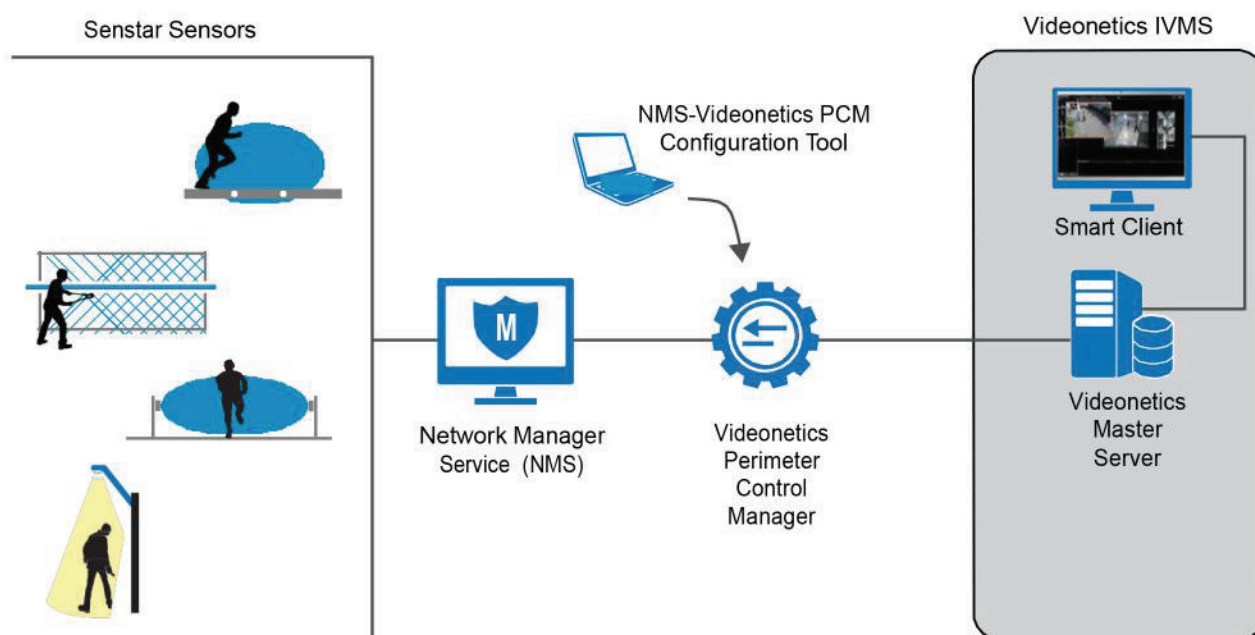 Senstar Sensors
Videonetics IVMS
NMS-Videonetics PCM
Configuration Tool
Smart Client
M
Network Manager
Service (NMS)
Videonetics
Perimeter
Control
Manager
Videonetics
Master
Server